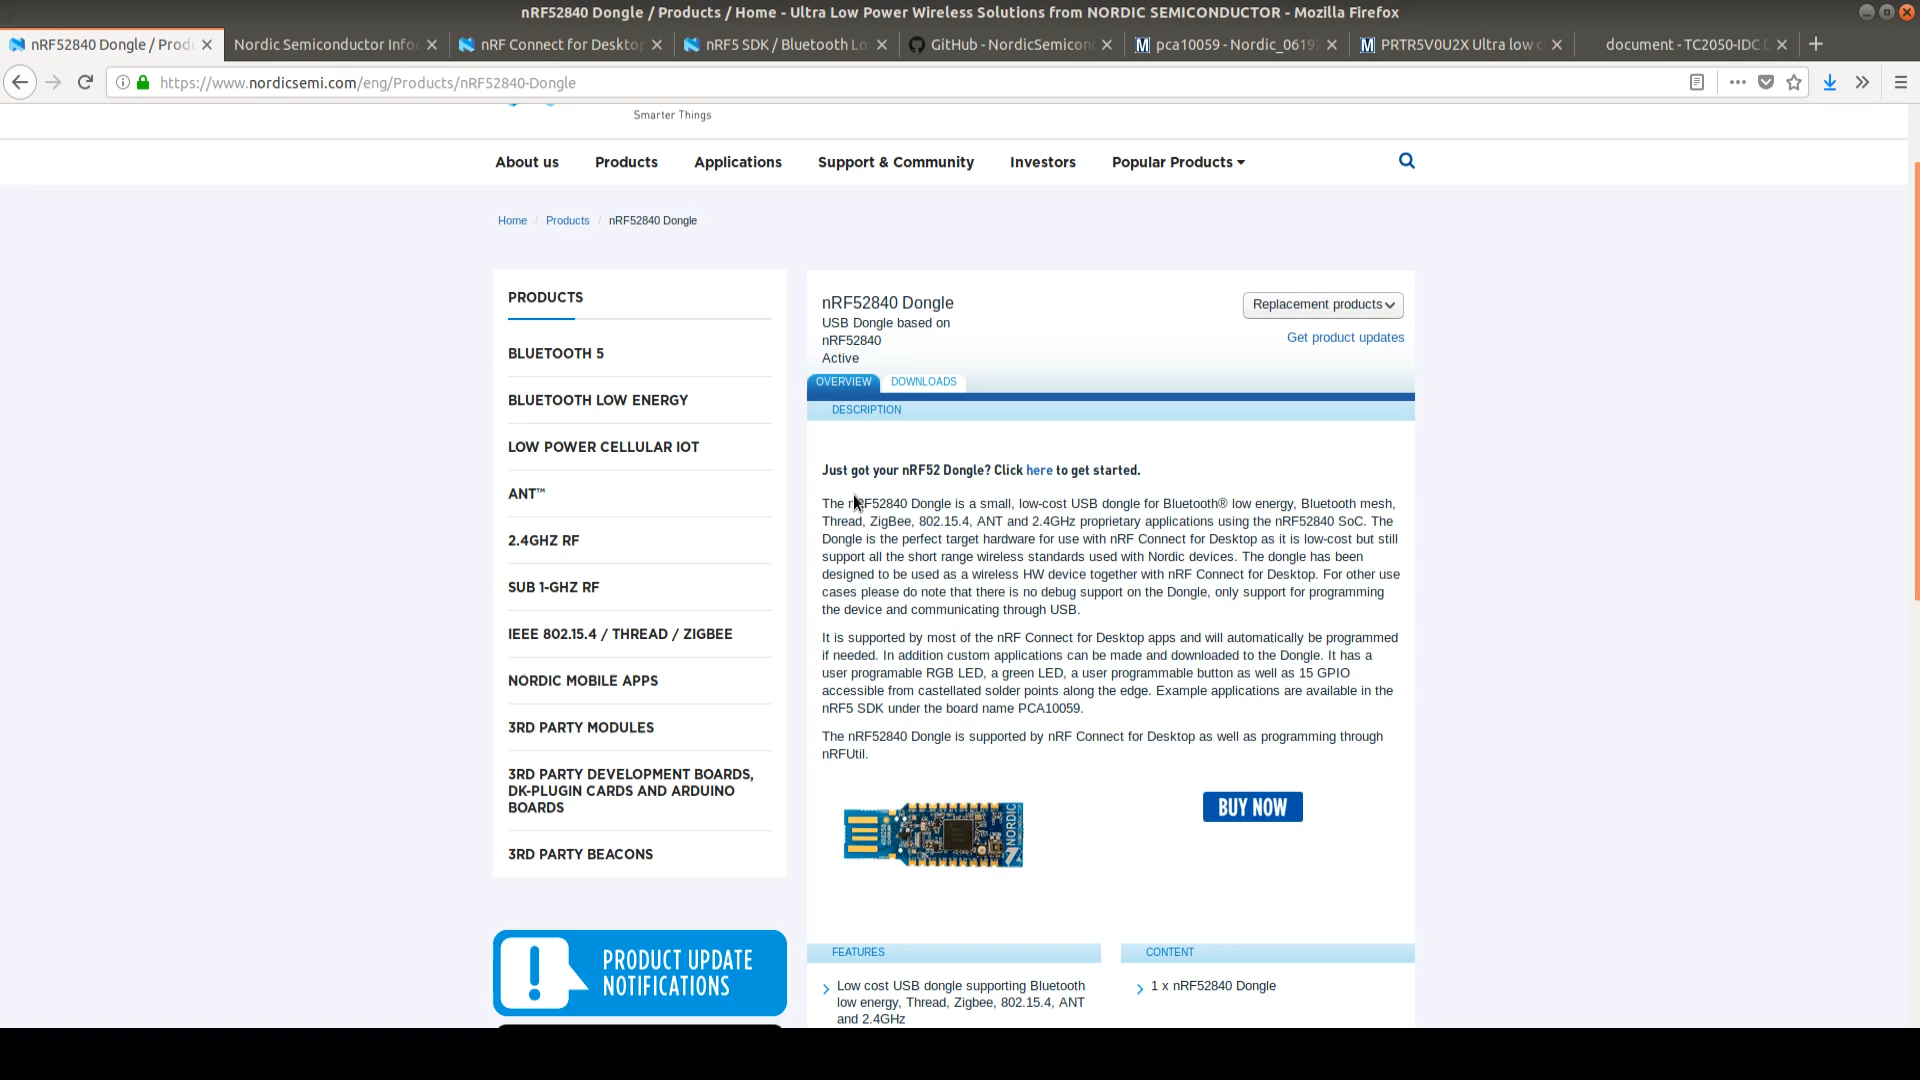 nRF52840 Dongle / Products / Home - Ultra Low Power Wireless Solutions from NORDIC SEMICONDUCTOR - Mozilla Firefox
nRF52840 Dongle / Prod
Nordic Semiconductor Info
nRF Connect for Deskto
nRF5 SDK / Bluetooth Lo
GitHub - NordicSemicon
pca10059 - Nordic_0619
PRTR5V0U2X Ultra low c
document - TC2050-IDC
https://www.nordicsemi.com/eng/Products/nRF52840-Dongle
Smarter Things
About us
Products
Applications
Support & Community
Investors
Popular Products
Home / Products / nRF52840 Dongle
PRODUCTS
BLUETOOTH 5
BLUETOOTH LOW ENERGY
LOW POWER CELLULAR IOT
ANT™
2.4GHZ RF
SUB 1-GHZ RF
IEEE 802.15.4 / THREAD / ZIGBEE
NORDIC MOBILE APPS
3RD PARTY MODULES
3RD PARTY DEVELOPMENT BOARDS,
DK-PLUGIN CARDS AND ARDUINO
BOARDS
3RD PARTY BEACONS
PRODUCT UPDATE
NOTIFICATIONS
nRF52840 Dongle
USB Dongle based on
nRF52840
Active
Replacement products
Get product updates
OVERVIEW
DOWNLOADS
DESCRIPTION
Just got your nRF52 Dongle? Click here to get started.
The nRF52840 Dongle is a small, low-cost USB dongle for Bluetooth® low energy, Bluetooth mesh,
Thread, ZigBee, 802.15.4, ANT and 2.4GHz proprietary applications using the nRF52840 SoC. The
Dongle is the perfect target hardware for use with nRF Connect for Desktop as it is low-cost but still
support all the short range wireless standards used with Nordic devices. The dongle has been
designed to be used as a wireless HW device together with nRF Connect for Desktop. For other use
cases please do note that there is no debug support on the Dongle, only support for programming
the device and communicating through USB.
It is supported by most of the nRF Connect for Desktop apps and will automatically be programmed
if needed. In addition custom applications can be made and downloaded to the Dongle. It has a
user programable RGB LED, a green LED, a user programmable button as well as 15 GPIO
accessible from castellated solder points along the edge. Example applications are available in the
nRF5 SDK under the board name PCA10059.
The nRF52840 Dongle is supported by nRF Connect for Desktop as well as programming through
nRFUtil.
NORDIC
BUY NOW
FEATURES
Low cost USB dongle supporting Bluetooth
low energy, Thread, Zigbee, 802.15.4, ANT
and 2.4GHz
CONTENT
1 x nRF52840 Dongle